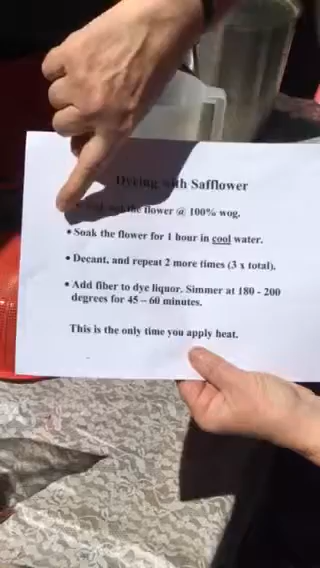 Dyeing with Safflower
the flower @ 100% wog.
• Soak the flower for 1 hour in cool water.
• Decant, and repeat 2 more times (3 x total).
• Add fiber to dye liquor. Simmer at 180 - 200
degrees for 45 – 60 minutes.
This is the only time you apply heat.